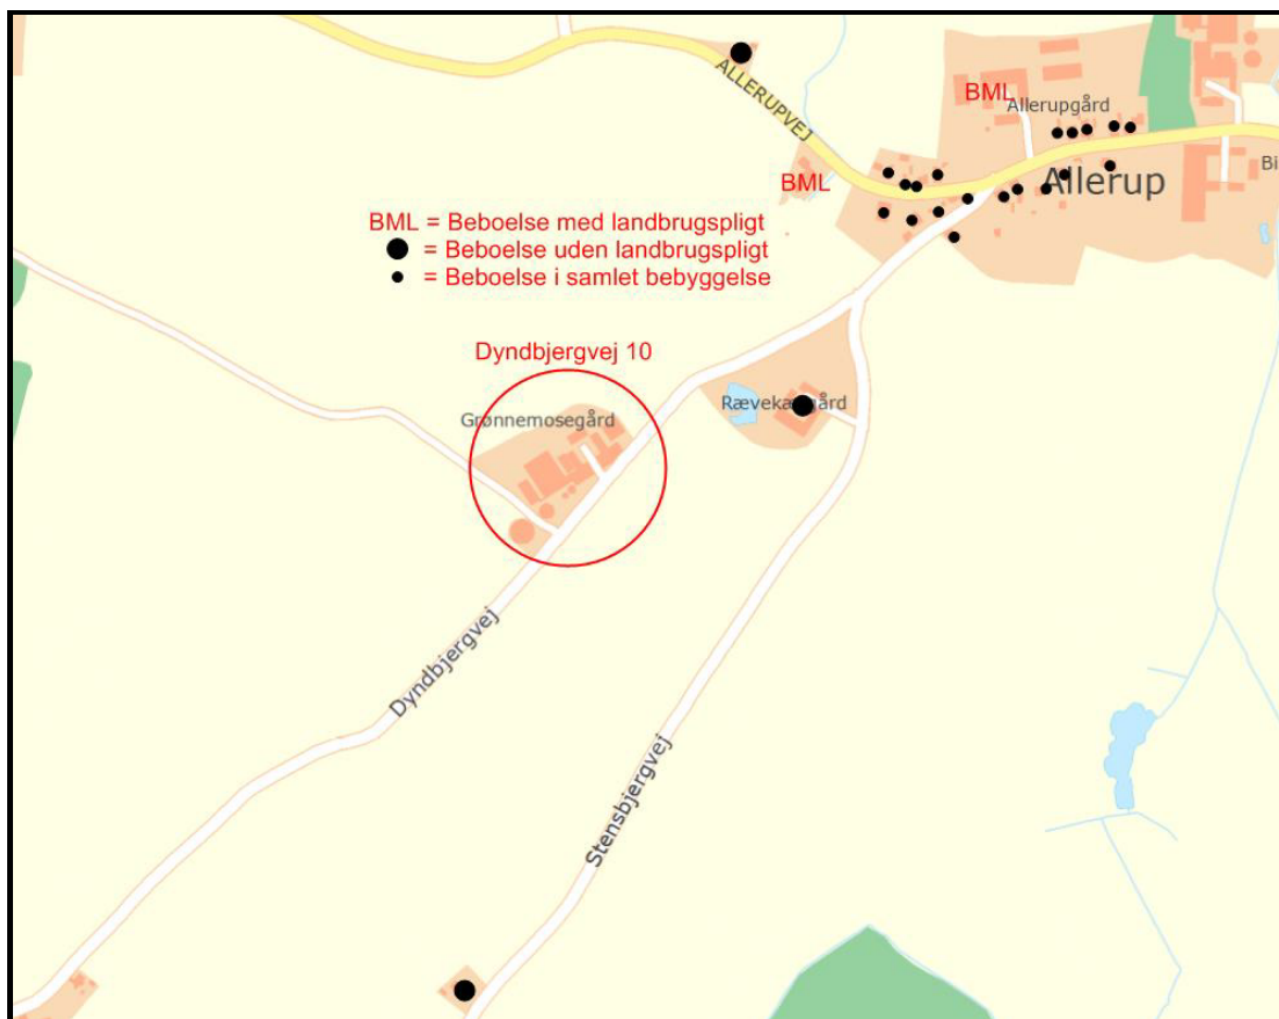 ALLERUPVEJ
BML
Allerupgård
BML
Allerup
Bi
BML = Beboelse med landbrugspligt
= Beboelse uden landbrugspligt
= Beboelse i samlet bebyggelse
Dyndbjergvej 10
Grønnemosegård
Dyndbjergvej
Stensbjergvej